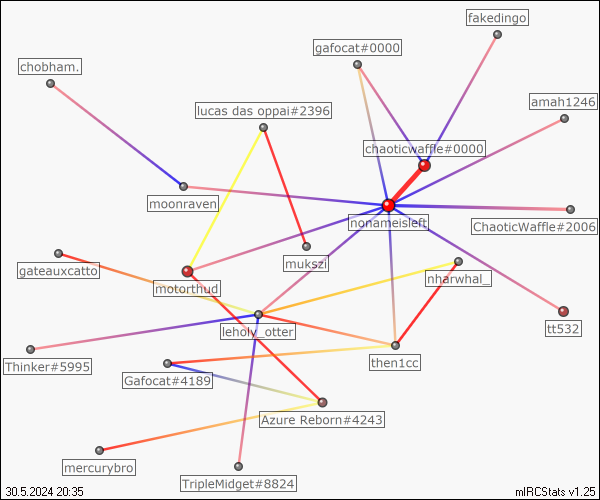 fakedingo
gafocat#0000
chobham.
amah1246
lucas das oppai#2396
chaoticwaffle#0000
moonraven
nonameisleft
ChaoticWaffle#2006
mukszi
gateauxcatto
nharwhal_
motorthud
leholy_otter
tt532
Thinker#5995
then1cc
Gafocat#4189
Azure Reborn#4243
mercurybro
TripleMidget#8824
30.5.2024 20:35
mIRCStats v1.25